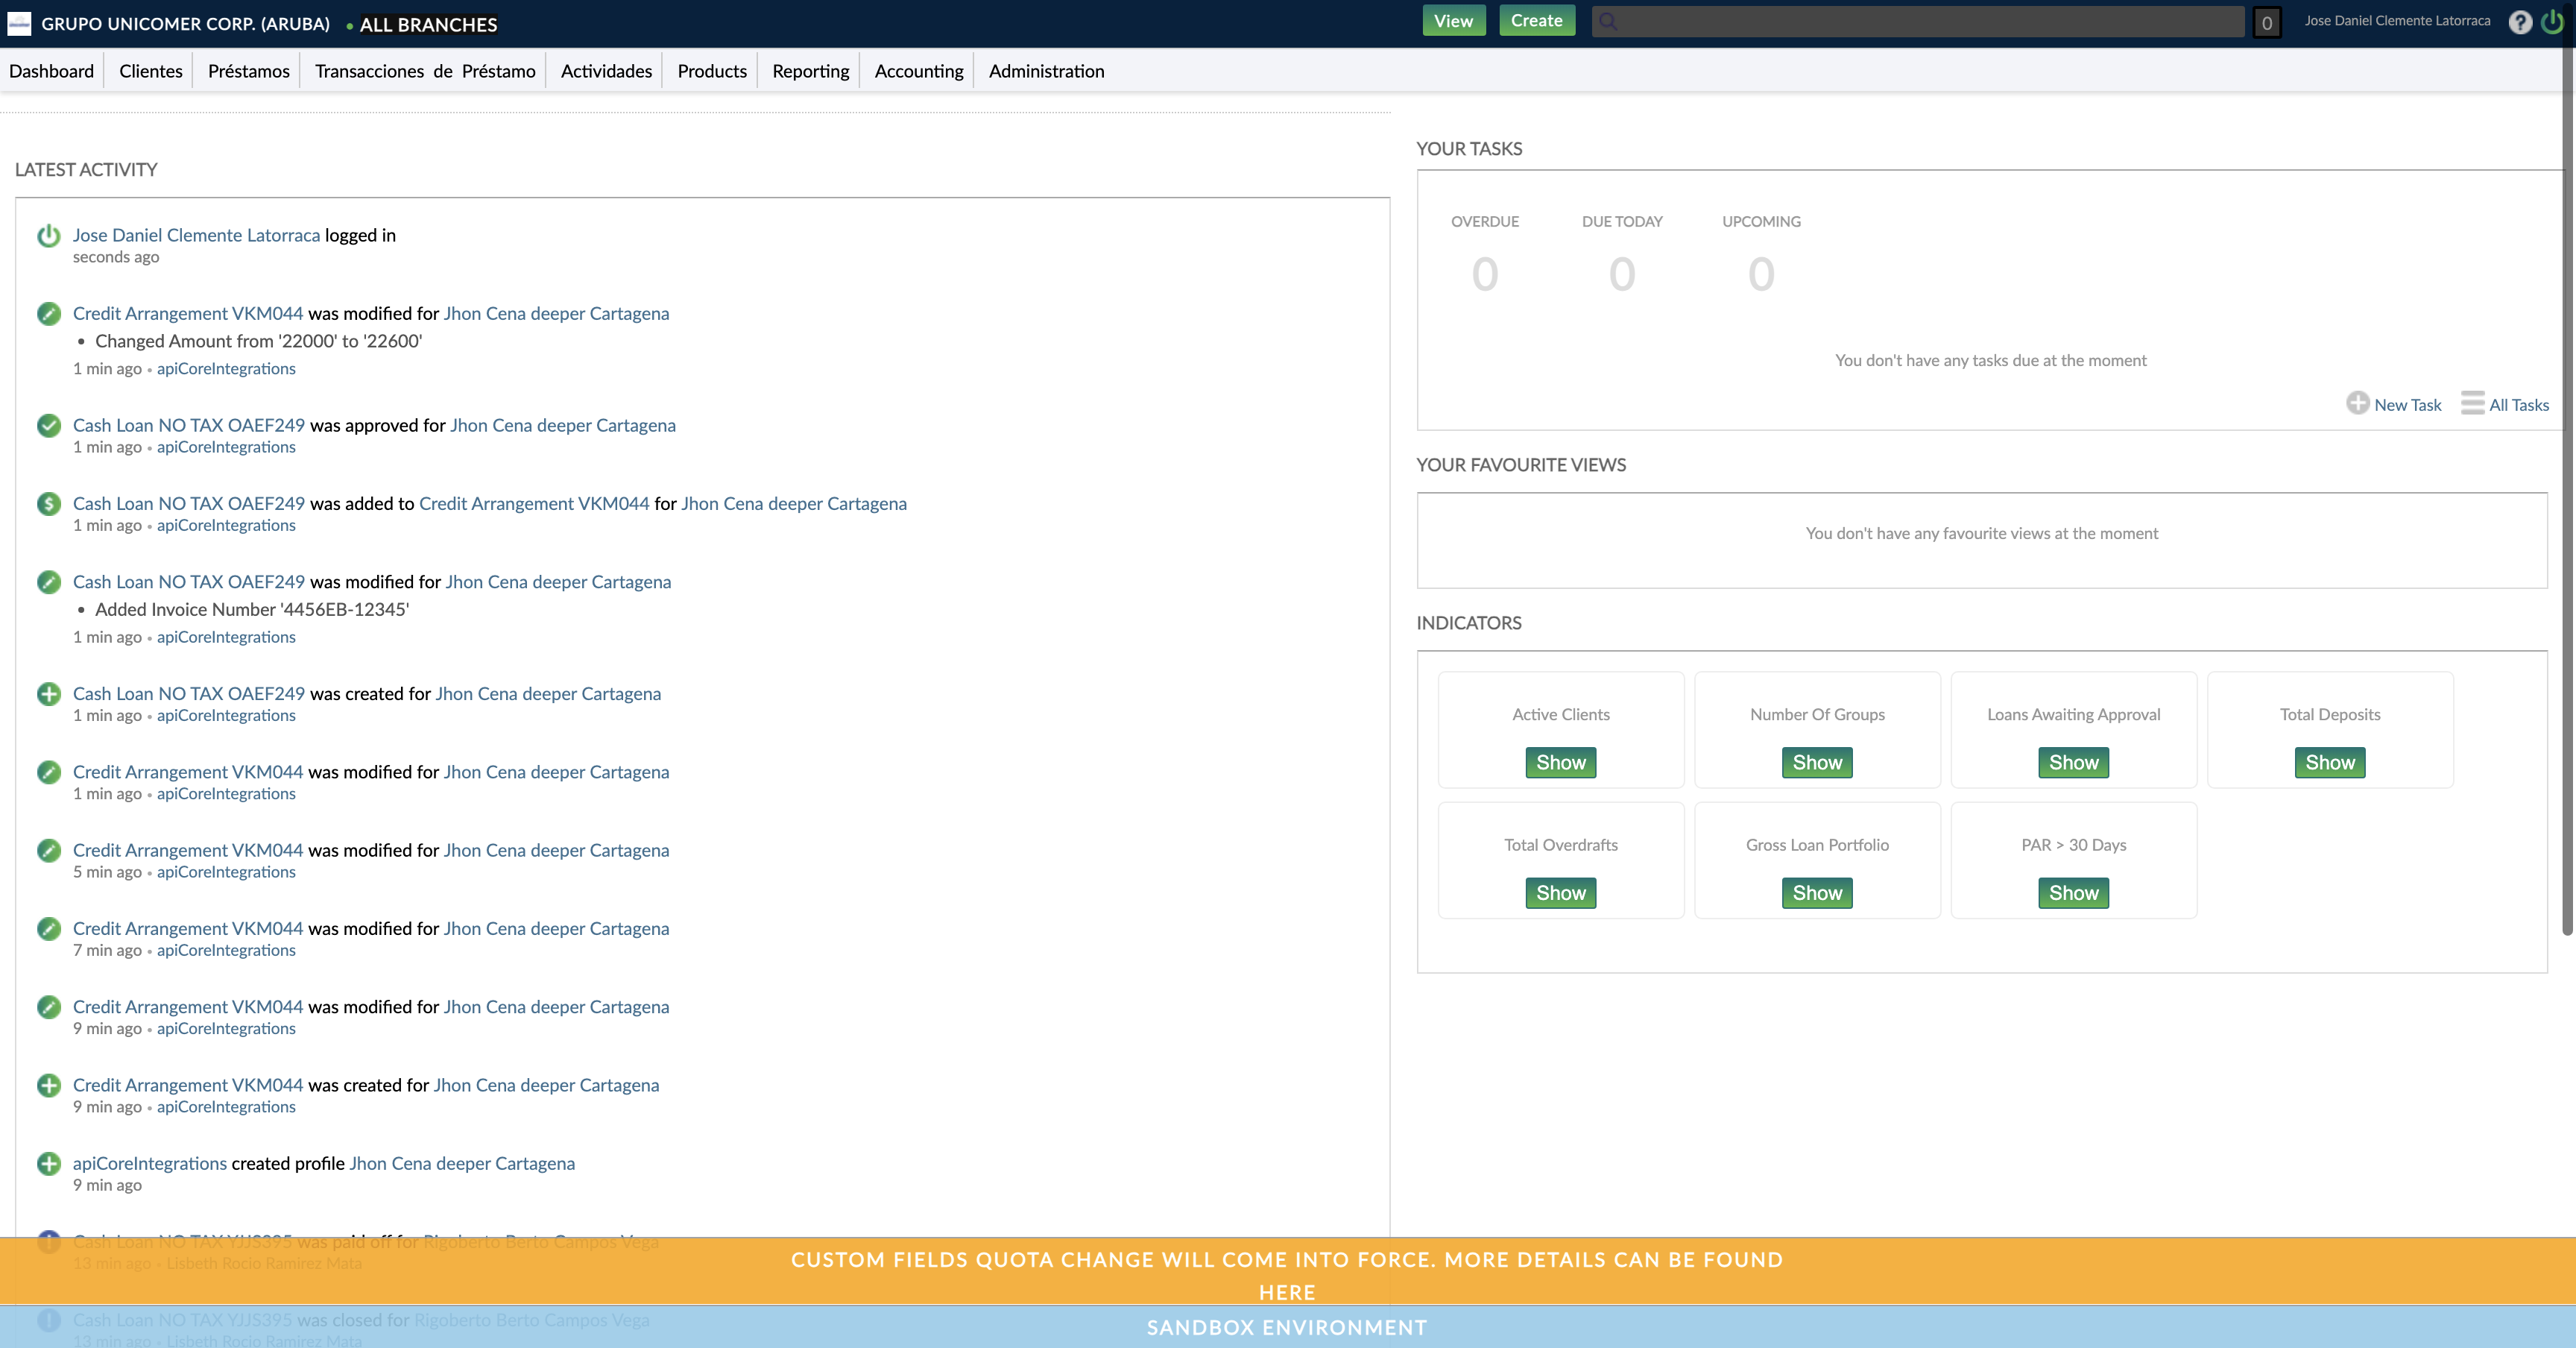 GRUPO UNICOMER CORP. (ARUBA) • ALL BRANCHES
View Create 0 Jose Daniel Clemente Latorraca ?
Dashboard Clientes Préstamos Transacciones de Préstamo Actividades Products Reporting Accounting Administration
LATEST ACTIVITY
Jose Daniel Clemente Latorraca logged in
seconds ago
Credit Arrangement VKM044 was modified for Jhon Cena deeper Cartagena
• Changed Amount from '22000' to '22600'
1 min ago • apiCoreIntegrations
Cash Loan NO TAX OAEF249 was approved for Jhon Cena deeper Cartagena
1 min ago • apiCoreIntegrations
Cash Loan NO TAX OAEF249 was added to Credit Arrangement VKM044 for Jhon Cena deeper Cartagena
1 min ago • apiCoreIntegrations
Cash Loan NO TAX OAEF249 was modified for Jhon Cena deeper Cartagena
• Added Invoice Number '4456EB-12345'
1 min ago • apiCoreIntegrations
Cash Loan NO TAX OAEF249 was created for Jhon Cena deeper Cartagena
1 min ago • apiCoreIntegrations
Credit Arrangement VKM044 was modified for Jhon Cena deeper Cartagena
1 min ago • apiCoreIntegrations
Credit Arrangement VKM044 was modified for Jhon Cena deeper Cartagena
5 min ago • apiCoreIntegrations
Credit Arrangement VKM044 was modified for Jhon Cena deeper Cartagena
7 min ago • apiCoreIntegrations
Credit Arrangement VKM044 was modified for Jhon Cena deeper Cartagena
9 min ago • apiCoreIntegrations
Credit Arrangement VKM044 was created for Jhon Cena deeper Cartagena
9 min ago • apiCoreIntegrations
apiCoreIntegrations created profile Jhon Cena deeper Cartagena
9 min ago
Cash Loan NO TAX YJJS395 was paid off for Rigoberto Berto Campos Vega
13 min ago • Lisbeth Rocio Ramirez Mata
Cash Loan NO TAX YJJS395 was closed for Rigoberto Berto Campos Vega
13 min ago • Lisbeth Rocio Ramirez Mata
YOUR TASKS
OVERDUE DUE TODAY UPCOMING
0 0 0
You don't have any tasks due at the moment
New Task All Tasks
YOUR FAVOURITE VIEWS
You don't have any favourite views at the moment
INDICATORS
Active Clients Number Of Groups Loans Awaiting Approval Total Deposits
Show Show Show Show
Total Overdrafts Gross Loan Portfolio PAR > 30 Days
Show Show Show
CUSTOM FIELDS QUOTA CHANGE WILL COME INTO FORCE. MORE DETAILS CAN BE FOUND
HERE
SANDBOX ENVIRONMENT